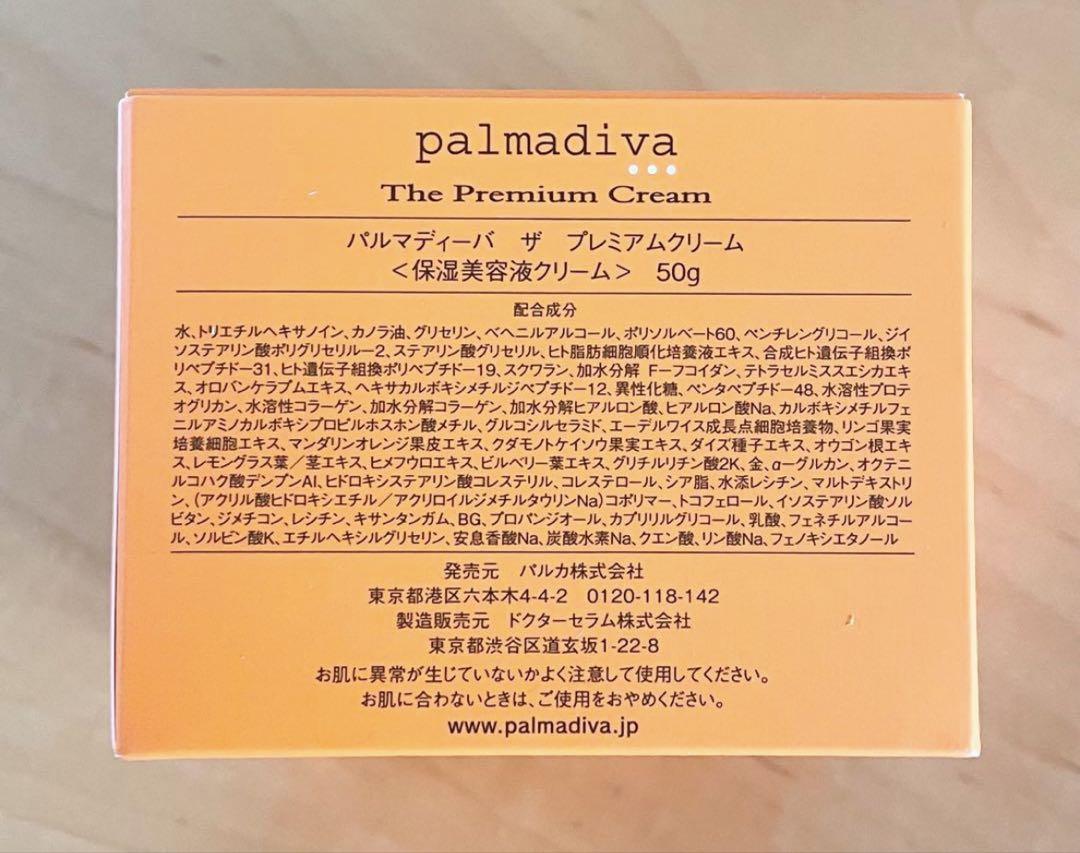 palmadiva
The Premium Cream
パルマディーバ ザ プレミアムクリーム
＜保湿美容液クリーム＞ 50g
配合成分
水、トリエチルヘキサノイン、カノラ油、グリセリン、ベヘニルアルコール、ポリソルベート60、ペンチレングリコール、ジイ
ソステアリン酸ポリグリセリル－2、ステアリン酸グリセリル、ヒト脂肪細胞順化培養液エキス、合成ヒト遺伝子組換ポ
リペプチド－31、ヒト遺伝子組換ポリペプチド－19、スクワラン、加水分解 F－フコイダン、テトラセルミススエシカエキ
ス、オロバンケラプムエキス、ヘキサカルボキシメチルジペプチド－12、異性化糖、ペンタペプチド－48、水溶性プロテ
オグリカン、水溶性コラーゲン、加水分解コラーゲン、加水分解ヒアルロン酸、ヒアルロン酸Na、カルボキシメチルフェ
ニルアミノカルボキシプロピルホスホン酸メチル、グルコシルセラミド、エーデルワイス成長点細胞培養物、リンゴ果実
培養細胞エキス、マンダリンオレンジ果皮エキス、クダモノトケイソウ果実エキス、ダイズ種子エキス、オウゴン根エキ
ス、レモングラス葉／茎エキス、ヒメフウロエキス、ビルベリー葉エキス、グリチルリチン酸2K、金、α－グルカン、オクテニ
ルコハク酸デンプンAl、ヒドロキシステアリン酸コレステリル、コレステロール、シア脂、水添レシチン、マルトデキストリ
ン、（アクリル酸ヒドロキシエチル／アクリロイルジメチルタウリンNa）コポリマー、トコフェロール、イソステアリン酸ソル
ビタン、ジメチコン、レシチン、キサンタンガム、BG、プロパンジオール、カプリリルグリコール、乳酸、フェネチルアルコー
ル、ソルビン酸K、エチルヘキシルグリセリン、安息香酸Na、炭酸水素Na、クエン酸、リン酸Na、フェノキシエタノール
発売元 パルカ株式会社
東京都港区六本木4-4-2 0120-118-142
製造販売元 ドクターセラム株式会社
東京都渋谷区道玄坂1-22-8
お肌に異常が生じていないかよく注意して使用してください。
お肌に合わないときは、ご使用をおやめください。
www.palmadiva.jp